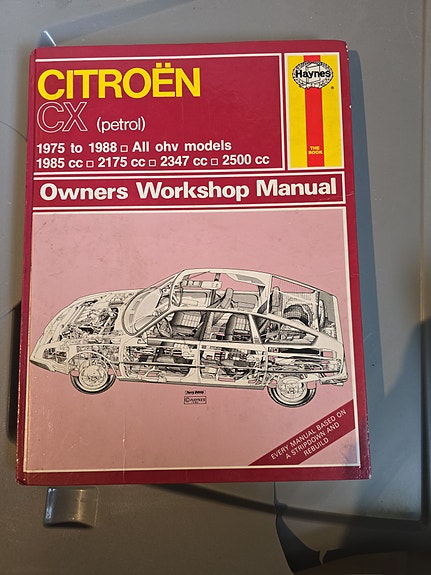 CITROËN
CX (petrol)
1975 to 1988 □ All ohv models
1985 cc □ 2175 cc □ 2347 cc □ 2500 cc
Haynes
®
THE
BOOK
Owners Workshop Manual
© HAYNES
EVERY MANUAL BASED ON
A STRIPDOWN AND
REBUILD